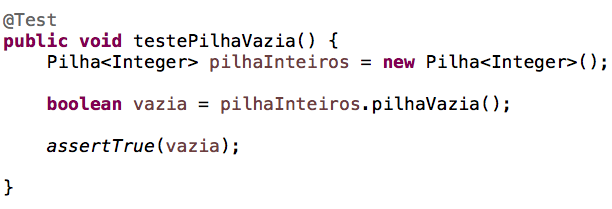 @Test
public void testePilhaVazia() {
    Pilha<Integer> pilhaInteiros = new Pilha<Integer>();
    boolean vazia = pilhaInteiros.pilhaVazia();
    assertTrue(vazia);
}